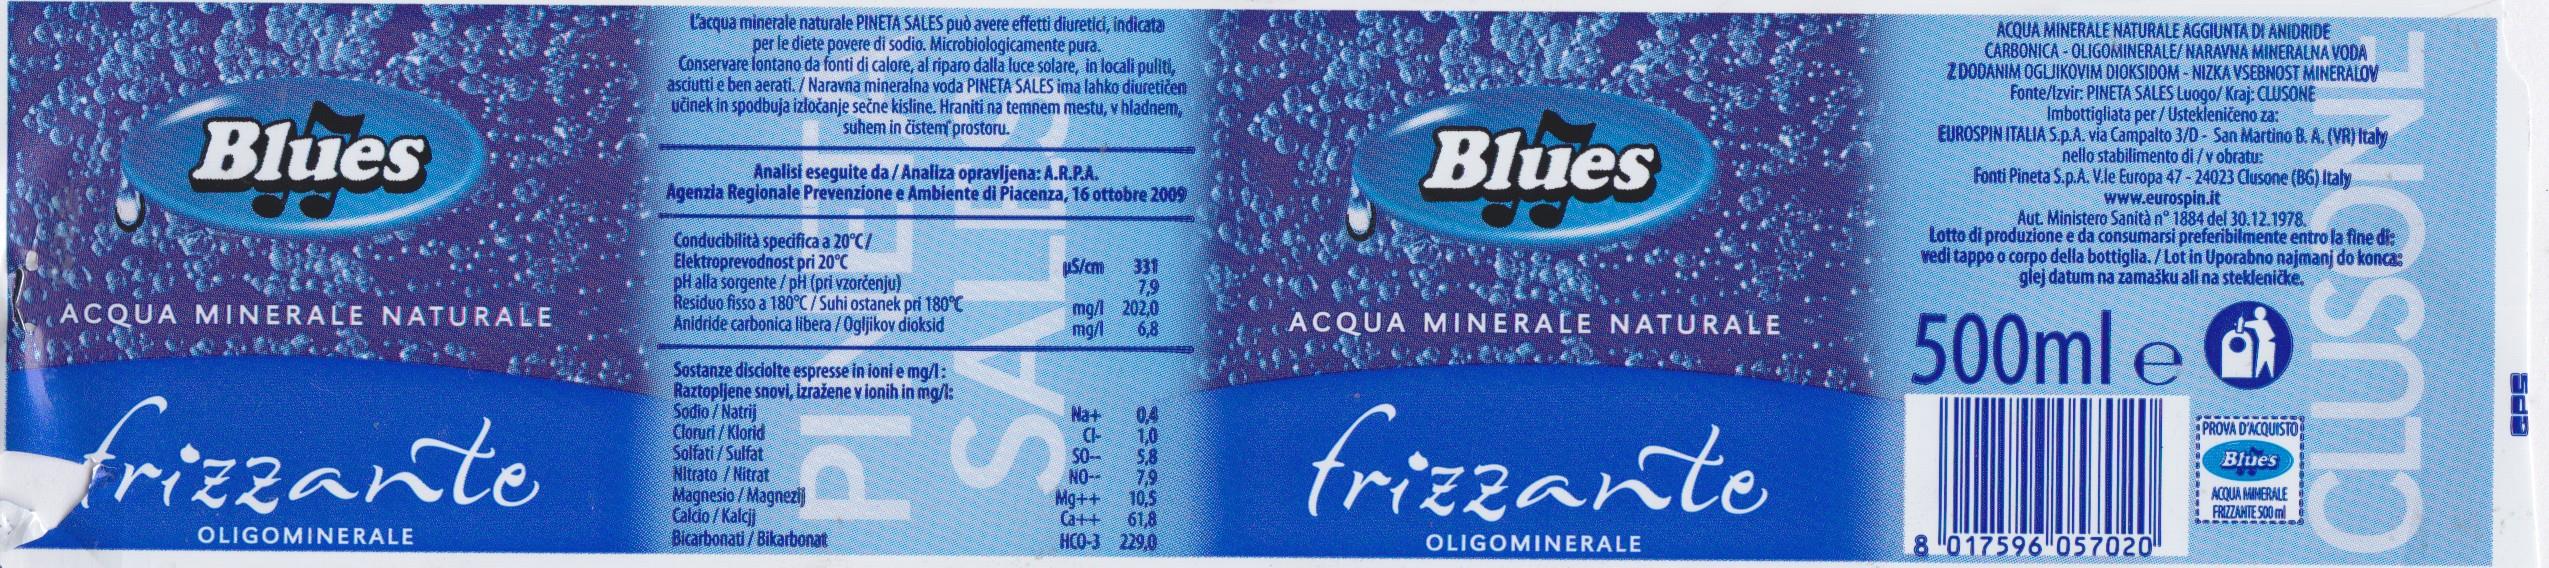 Blues
ACQUA MINERALE NATURALE
frizzante
OLIGOMINERALE
L'acqua minerale naturale PINETA SALES può avere effetti diuretici, indicata
per le diete povere di sodio. Microbiologicamente pura.
Conservare lontano da fonti di calore, al riparo dalla luce solare, in locali puliti,
asciutti e ben aerati. / Naravna mineralna voda PINETA SALES ima lahko diuretičen
učinek in spodbuja izločanje sečne kisline. Hraniti na temnem mestu, v hladnem,
suhem in čistem prostoru.
Analisi eseguite da / Analiza opravljena: A.R.P.A.
Agenzia Regionale Prevenzione e Ambiente di Piacenza, 16 ottobre 2009
Conducibilità specifica a 20°C/
Elektroprevodnost pri 20°C µS/cm 331
pH alla sorgente / pH (pri vzorčenju) 7,9
Residuo fisso a 180°C / Suhi ostanek pri 180°C mg/l 202,0
Anidride carbonica libera / Ogljikov dioksid mg/l 6,8
Sostanze disciolte espresse in ioni e mg/l :
Raztopljene snovi, izražene v ionih in mg/l:
Sodio / Natrij Na+ 0,4
Cloruri / Klorid Cl- 1,0
Solfati / Sulfat SO-- 5,8
Nitrato / Nitrat NO-- 7,9
Magnesio / Magnezij Mg++ 10,5
Calcio / Kalcij Ca++ 61,8
Bicarbonati / Bikarbonat HCO-3 229,0
PINETA
SALES
Blues
ACQUA MINERALE NATURALE
frizzante
OLIGOMINERALE
ACQUA MINERALE NATURALE AGGIUNTA DI ANIDRIDE
CARBONICA - OLIGOMINERALE/ NARAVNA MINERALNA VODA
Z DODANIM OGLJIKOVIM DIOKSIDOM - NIZKA VSEBNOST MINERALOV
Fonte/Izvir: PINETA SALES Luogo/ Kraj: CLUSONE
Imbottigliata per / Ustekleničeno za:
EUROSPIN ITALIA S.p.A. via Campalto 3/D - San Martino B. A. (VR) Italy
nello stabilimento di / v obratu:
Fonti Pineta S.p.A. V.le Europa 47 - 24023 Clusone (BG) Italy
www.eurospin.it
Aut. Ministero Sanità n° 1884 del 30.12.1978.
Lotto di produzione e da consumarsi preferibilmente entro la fine di:
vedi tappo o corpo della bottiglia. / Lot in Uporabno najmanj do konca:
glej datum na zamašku ali na stekleničke.
500ml e
8 017596 057020
PROVA D'ACQUISTO
Blues
ACQUA MINERALE
FRIZZANTE 500 ml
CLUSONE
GPS